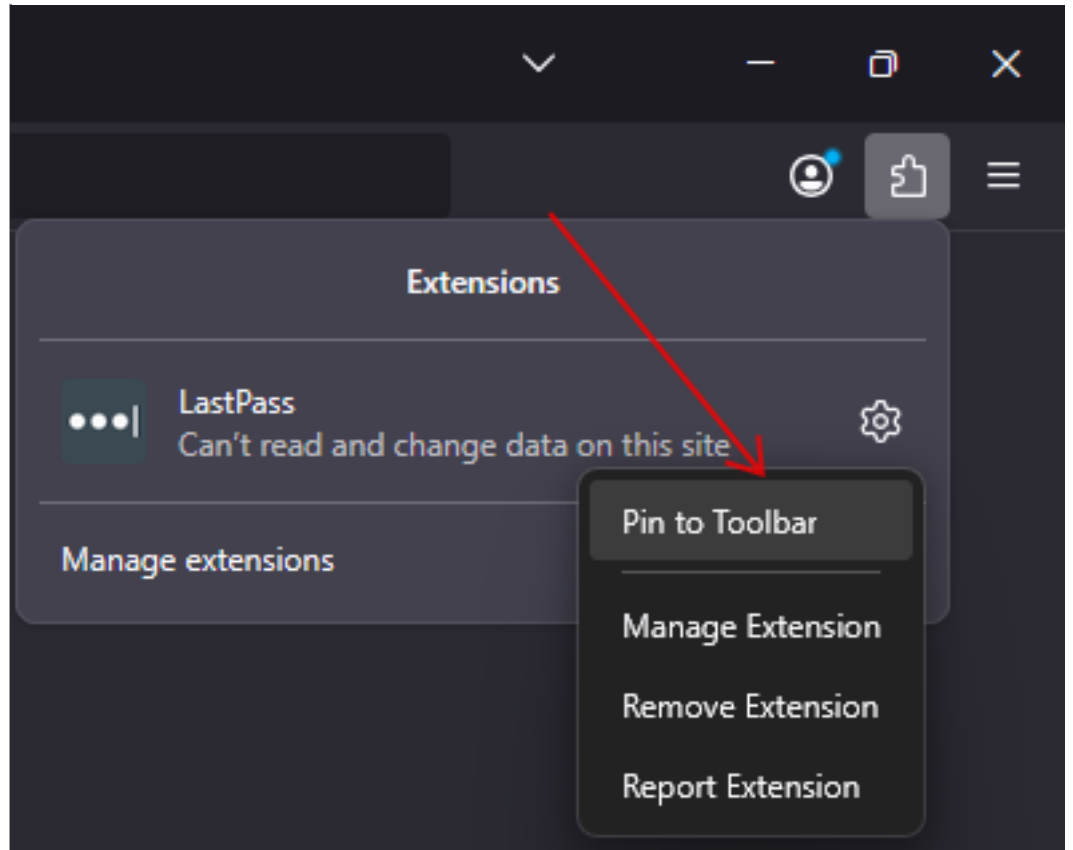 Extensions
LastPass
Can't read and change data on this site
Pin to Toolbar
Manage extensions
Manage Extension
Remove Extension
Report Extension